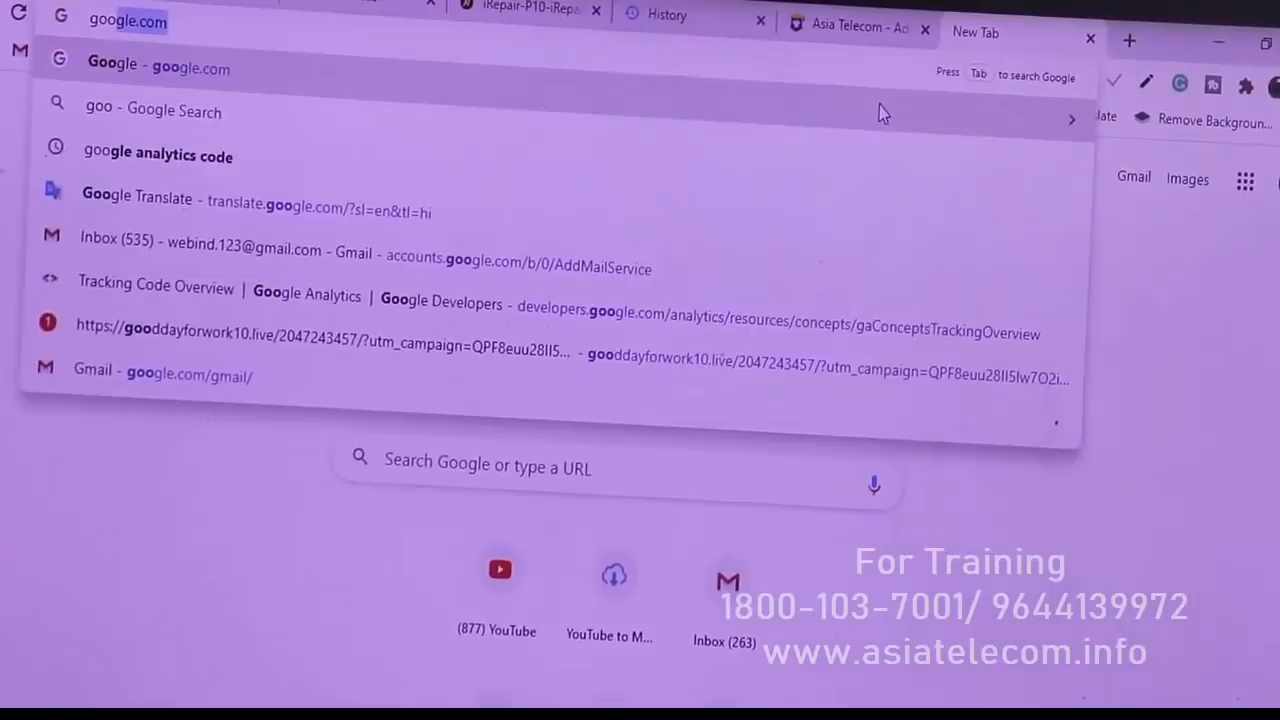 iRepair-P10-iRepa
History
Asia Telecom - Ad
New Tab
google.com
Google - google.com
Press Tab to search Google
goo - Google Search
google analytics code
Google Translate - translate.google.com/?sl=en&tl=hi
Inbox (535) - webind.123@gmail.com - Gmail - accounts.google.com/b/0/AddMailService
Tracking Code Overview | Google Analytics | Google Developers - developers.google.com/analytics/resources/concepts/gaConceptsTrackingOverview
https://gooddayforwork10.live/2047243457/?utm_campaign=QPF8euu28II5... - gooddayforwork10.live/2047243457/?utm_campaign=QPF8euu28II5Iw7O2i...
Gmail - google.com/gmail/
late
Remove Backgroun...
Gmail
Images
Search Google or type a URL
(877) YouTube
YouTube to M...
Inbox (263)
For Training
1800-103-7001/ 9644139972
www.asiatelecom.info